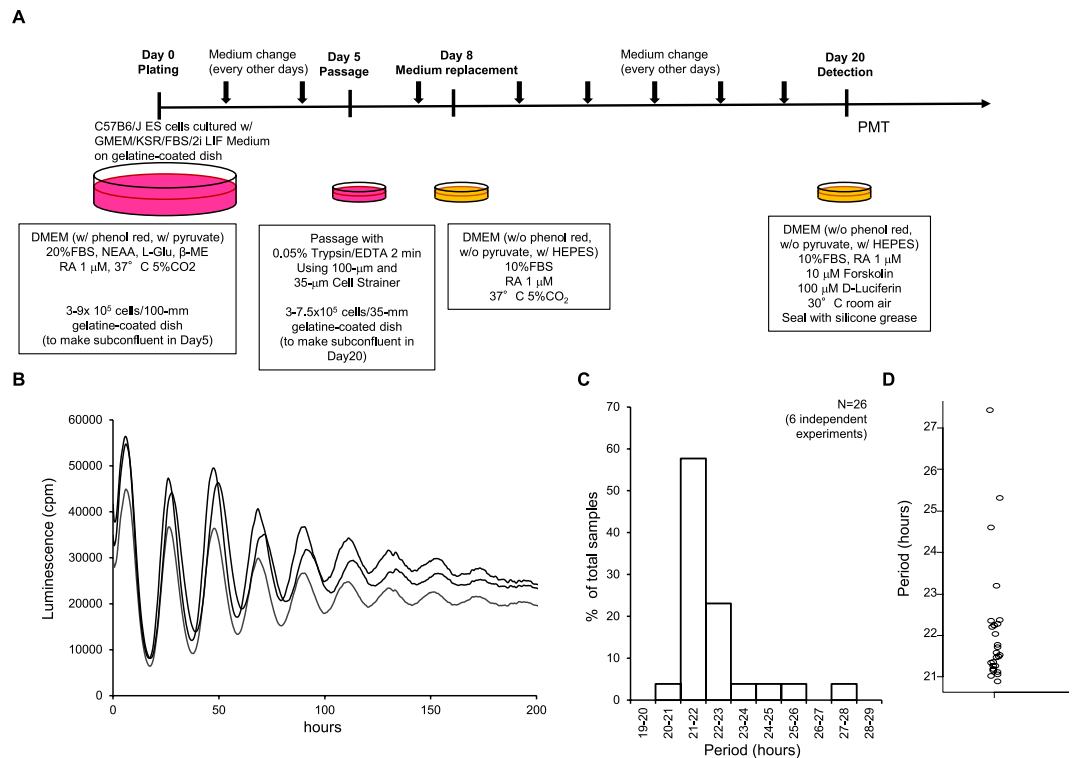 A
Day 0
Plating
Medium change
(every other days)
Day 5
Passage
Day 8
Medium replacement
Medium change
(every other days)
Day 20
Detection
PMT
C57B6/J ES cells cultured w/
GMEM/KSR/FBS/2i LIF Medium
on gelatine-coated dish
DMEM (w/ phenol red, w/ pyruvate)
20%FBS, NEAA, L-Glu, β-ME
RA 1 μM, 37° C 5%CO2
3-9x 10⁵ cells/100-mm
gelatine-coated dish
(to make subconfluent in Day5)
Passage with
0.05% Trypsin/EDTA 2 min
Using 100-μm and
35-μm Cell Strainer
3-7.5x10⁵ cells/35-mm
gelatine-coated dish
(to make subconfluent in
Day20)
DMEM (w/o phenol red,
w/o pyruvate, w/ HEPES)
10%FBS
RA 1 μM
37° C 5%CO₂
DMEM (w/o phenol red,
w/o pyruvate, w/ HEPES)
10%FBS, RA 1 μM
10 μM Forskolin
100 μM D-Luciferin
30° C room air
Seal with silicone grease
B
Luminescence (cpm)
60000
50000
40000
30000
20000
10000
0
0 50 100 150 200
hours
C
% of total samples
70
60
50
40
30
20
10
0
N=26
(6 independent
experiments)
19-20 20-21 21-22 22-23 23-24 24-25 25-26 26-27 27-28 28-29
Period (hours)
D
Period (hours)
27
26
25
24
23
22
21